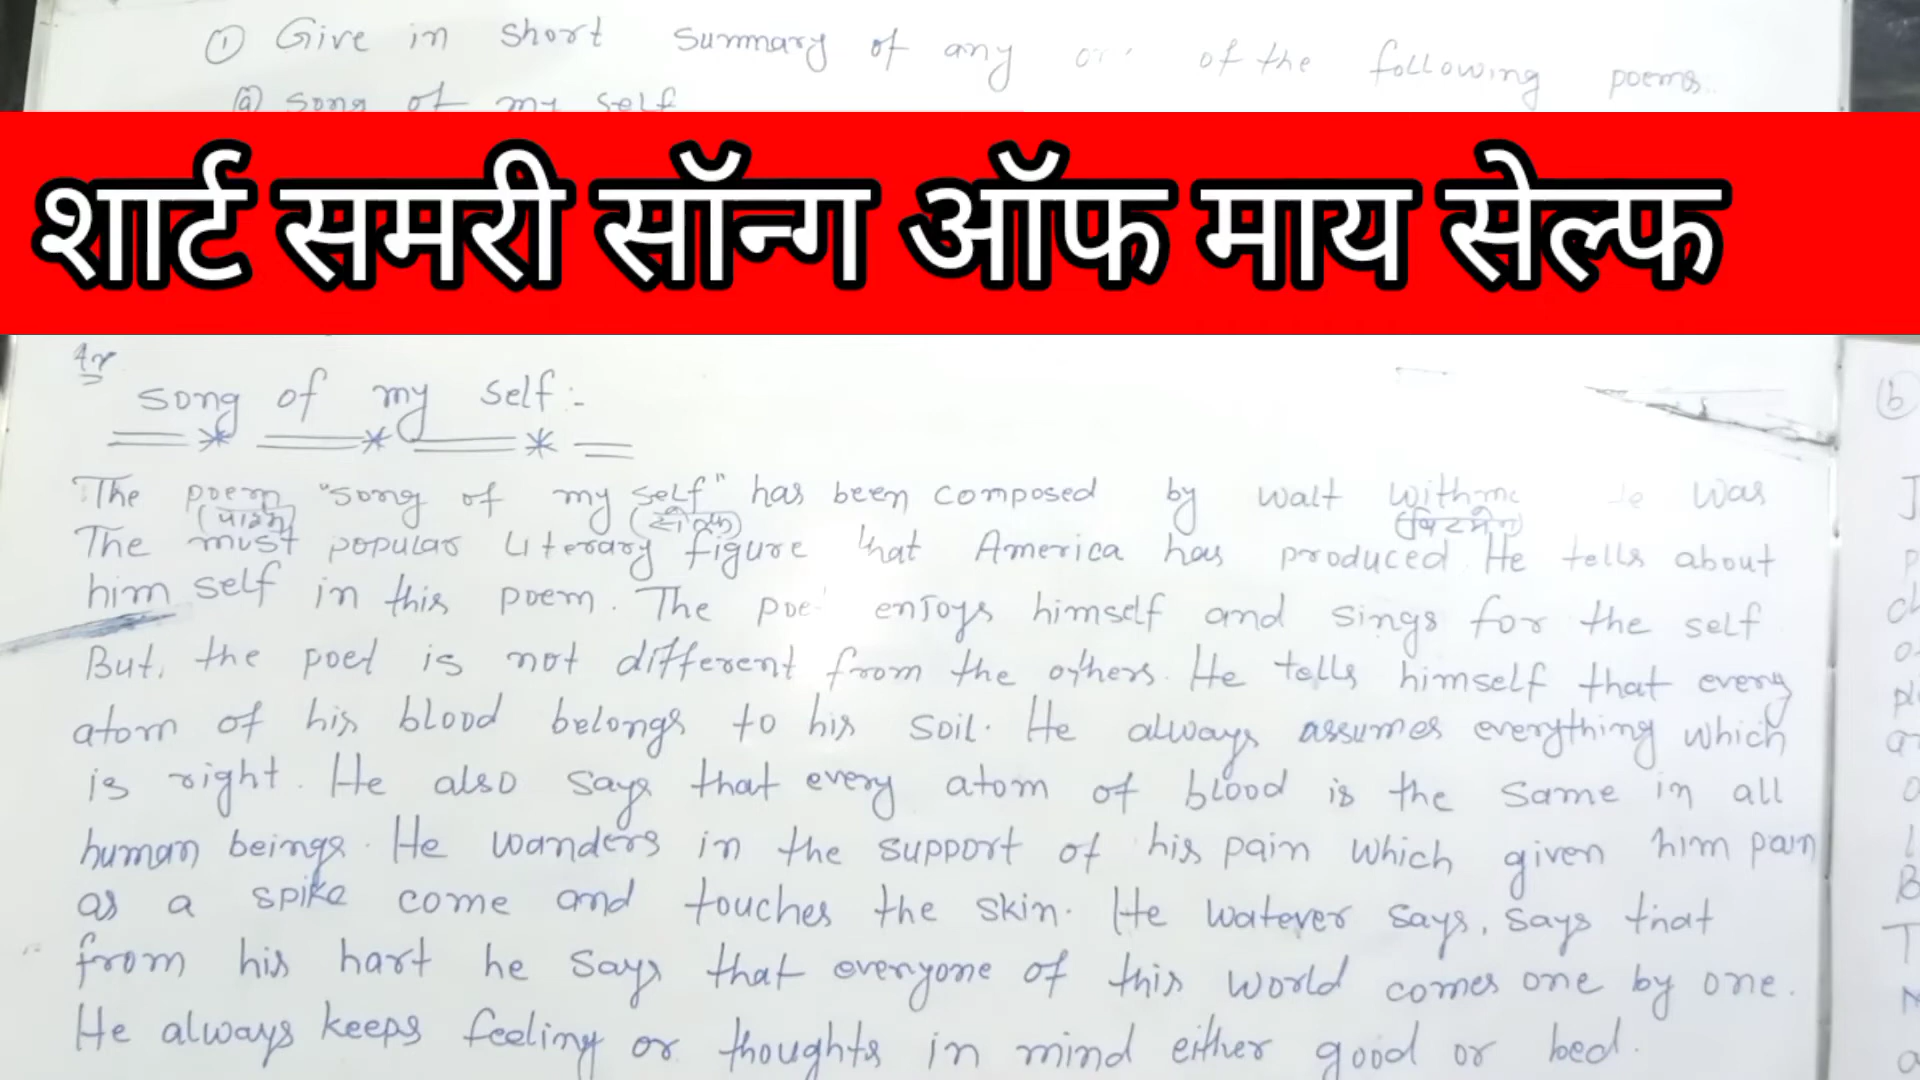 ① Give in short summary of any of the following poems.
ⓐ song of my self
शार्ट समरी सॉन्ग ऑफ माय सेल्फ
song of my self:-
The poem "song of my self" has been composed by walt was
The must popular Literary figure that America has produced He tells about
him self in this poem. The enjoys himself and sings for the self
But, the poet is not different from the others. He tells himself that every
atom of his blood belongs to his soil. He always assumes everything which
is right. He also says that every atom of blood is the same in all
human beings. He wanders in the support of his pain which given him pain
as a spike come and touches the skin. He watever says, says that
from his hart he says that everyone of this world comes one by one.
He always keeps feeling or thoughts in mind either good or bed.
ⓑ